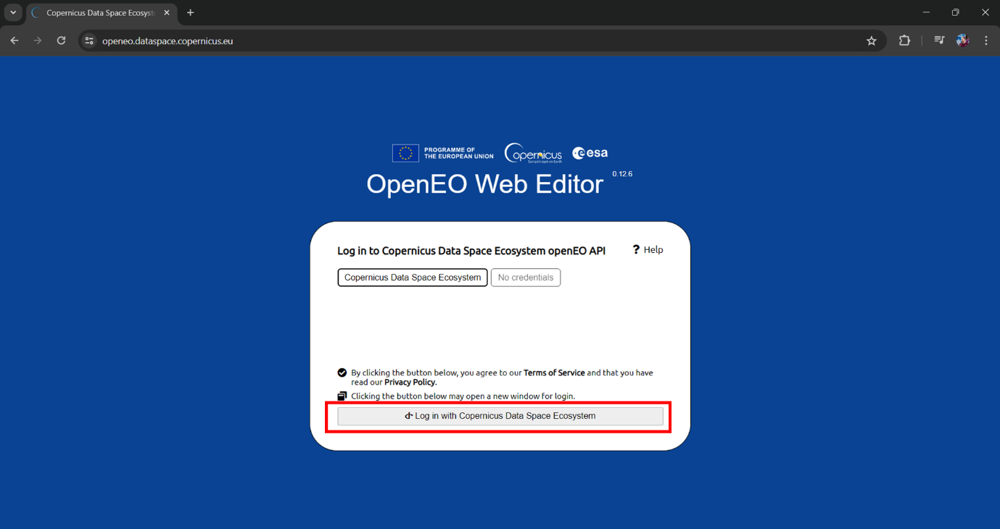 Copernicus Data Space Ecosyst
openeo.dataspace.copernicus.eu
PROGRAMME OF
THE EUROPEAN UNION
opernicus
Europe's eyes on Earth
esa
OpenEO Web Editor 0.12.6
Log in to Copernicus Data Space Ecosystem openEO API
? Help
Copernicus Data Space Ecosystem
No credentials
By clicking the button below, you agree to our Terms of Service and that you have
read our Privacy Policy.
Clicking the button below may open a new window for login.
Log in with Copernicus Data Space Ecosystem